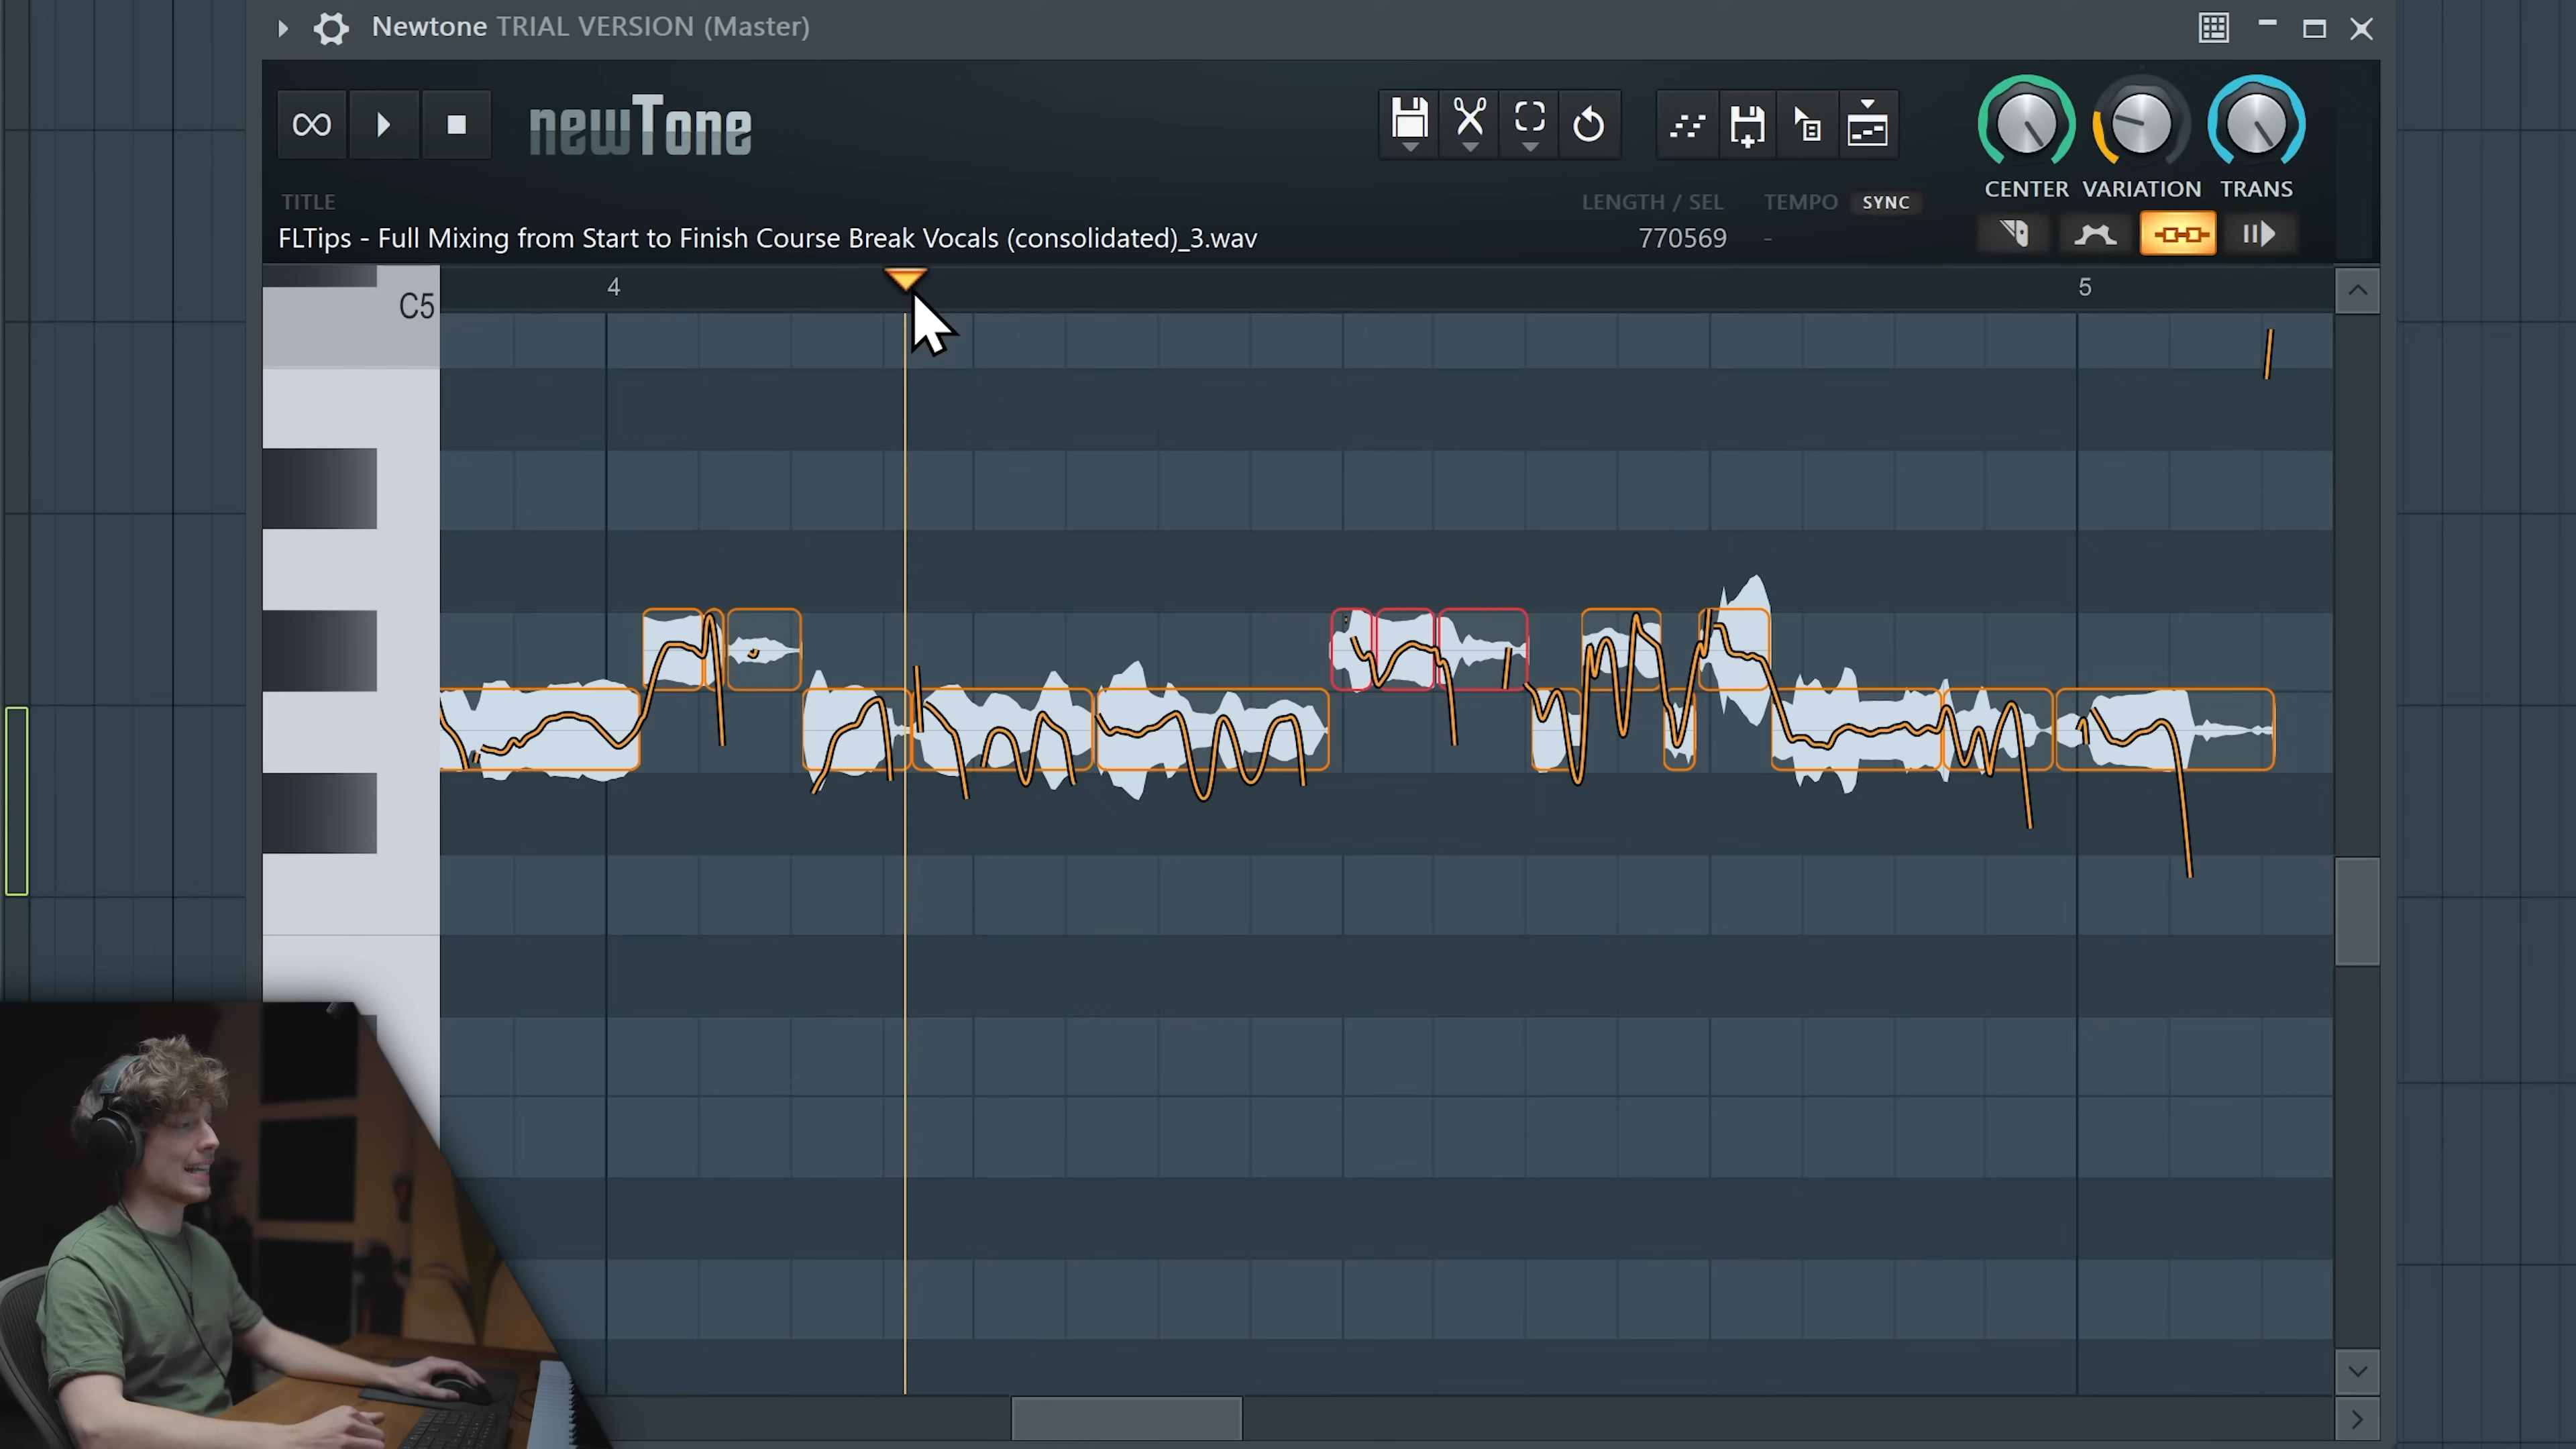 Newtone TRIAL VERSION (Master)
newTone
CENTER VARIATION TRANS
TITLE
LENGTH / SEL TEMPO SYNC
FLTips - Full Mixing from Start to Finish Course Break Vocals (consolidated)_3.wav
770569 -
4 5
C5